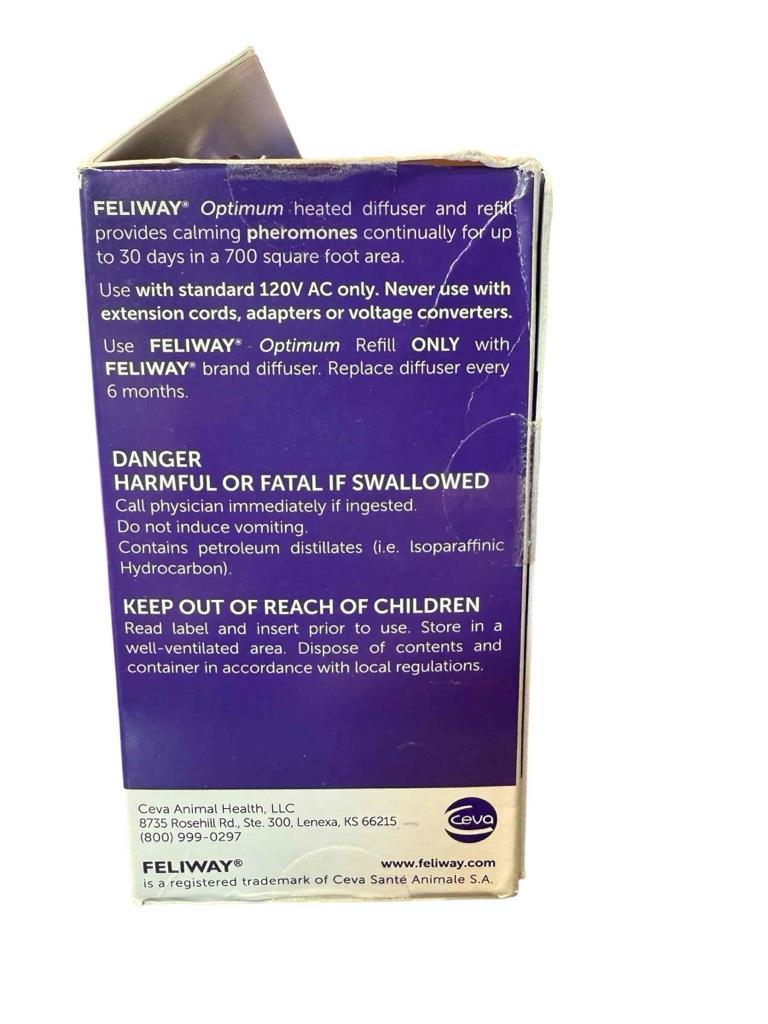 FELIWAY® Optimum heated diffuser and refill
provides calming pheromones continually for up
to 30 days in a 700 square foot area.
Use with standard 120V AC only. Never use with
extension cords, adapters or voltage converters.
Use FELIWAY® Optimum Refill ONLY with
FELIWAY® brand diffuser. Replace diffuser every
6 months.
DANGER
HARMFUL OR FATAL IF SWALLOWED
Call physician immediately if ingested.
Do not induce vomiting.
Contains petroleum distillates (i.e. Isoparaffinic
Hydrocarbon).
KEEP OUT OF REACH OF CHILDREN
Read label and insert prior to use. Store in a
well-ventilated area. Dispose of contents and
container in accordance with local regulations.
Ceva Animal Health, LLC
8735 Rosehill Rd., Ste. 300, Lenexa, KS 66215
(800) 999-0297
ceva
FELIWAY® www.feliway.com
is a registered trademark of Ceva Santé Animale S.A.